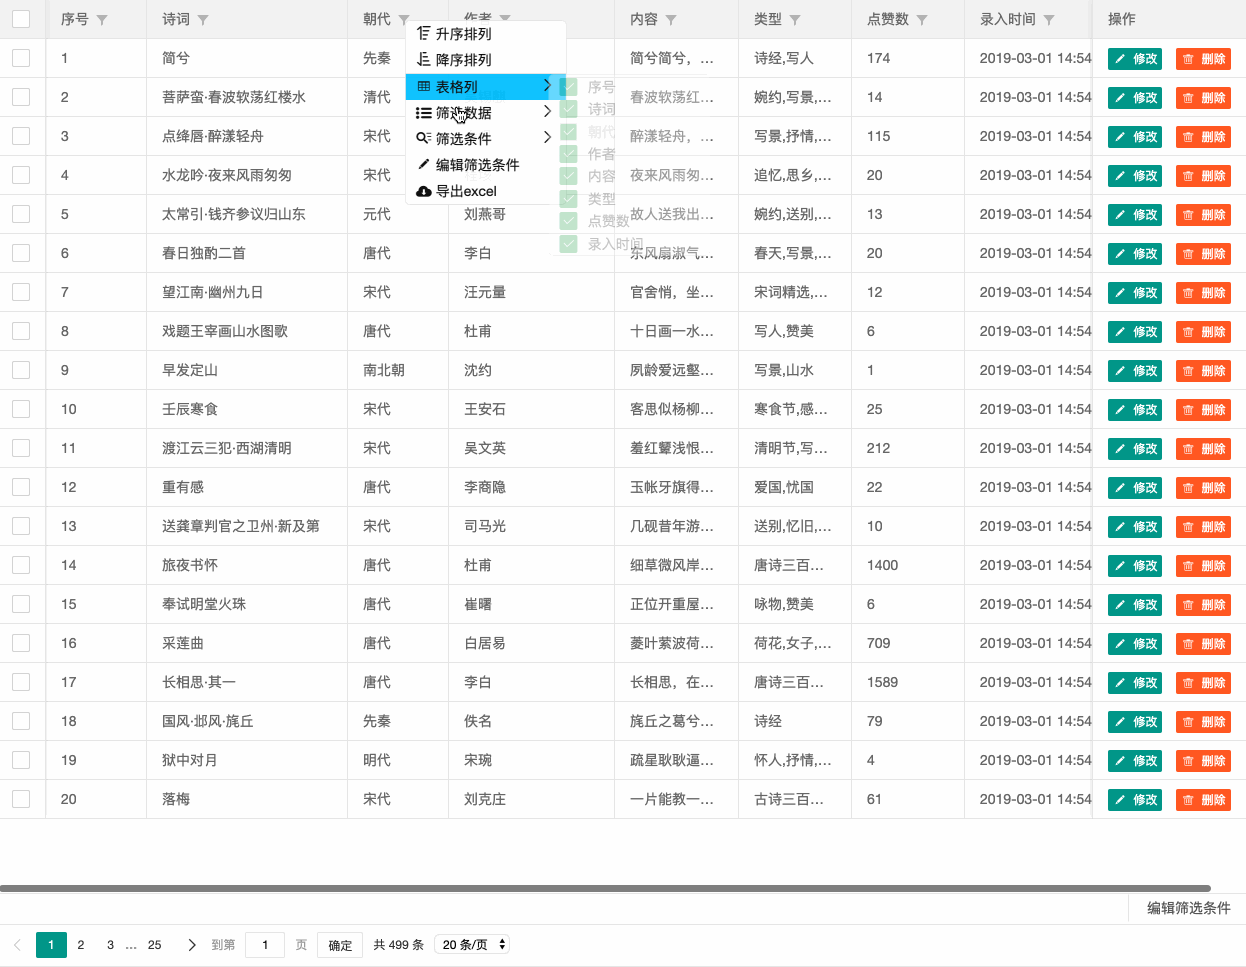 序号 诗词 朝代 作者 内容 类型 点赞数 录入时间 操作
升序排列
降序排列
表格列
筛选数据
筛选条件
编辑筛选条件
导出excel
序号
诗词
朝代
作者
内容
类型
点赞数
录入时间
1 简兮 先秦 简兮简兮，... 诗经,写人 174 2019-03-01 14:54 修改 删除
2 菩萨蛮·春波软荡红楼水 清代 春波软荡红... 婉约,写景,... 14 2019-03-01 14:54 修改 删除
3 点绛唇·醉漾轻舟 宋代 醉漾轻舟，... 写景,抒情,... 115 2019-03-01 14:54 修改 删除
4 水龙吟·夜来风雨匆匆 宋代 夜来风雨匆... 追忆,思乡,... 20 2019-03-01 14:54 修改 删除
5 太常引·钱齐参议归山东 元代 刘燕哥 故人送我出... 婉约,送别,... 13 2019-03-01 14:54 修改 删除
6 春日独酌二首 唐代 李白 东风扇淑气... 春天,写景,... 20 2019-03-01 14:54 修改 删除
7 望江南·幽州九日 宋代 汪元量 官舍悄，坐... 宋词精选,... 12 2019-03-01 14:54 修改 删除
8 戏题王宰画山水图歌 唐代 杜甫 十日画一水... 写人,赞美 6 2019-03-01 14:54 修改 删除
9 早发定山 南北朝 沈约 夙龄爱远壑... 写景,山水 1 2019-03-01 14:54 修改 删除
10 壬辰寒食 宋代 王安石 客思似杨柳... 寒食节,感... 25 2019-03-01 14:54 修改 删除
11 渡江云三犯·西湖清明 宋代 吴文英 羞红颦浅恨... 清明节,写... 212 2019-03-01 14:54 修改 删除
12 重有感 唐代 李商隐 玉帐牙旗得... 爱国,忧国 22 2019-03-01 14:54 修改 删除
13 送龚章判官之卫州·新及第 宋代 司马光 几砚昔年游... 送别,忆旧,... 10 2019-03-01 14:54 修改 删除
14 旅夜书怀 唐代 杜甫 细草微风岸... 唐诗三百... 1400 2019-03-01 14:54 修改 删除
15 奉试明堂火珠 唐代 崔曙 正位开重屋... 咏物,赞美 6 2019-03-01 14:54 修改 删除
16 采莲曲 唐代 白居易 菱叶萦波荷... 荷花,女子,... 709 2019-03-01 14:54 修改 删除
17 长相思·其一 唐代 李白 长相思，在... 唐诗三百... 1589 2019-03-01 14:54 修改 删除
18 国风·邶风·旄丘 先秦 佚名 旄丘之葛兮... 诗经 79 2019-03-01 14:54 修改 删除
19 狱中对月 明代 宋琬 疏星耿耿逼... 怀人,抒情,... 4 2019-03-01 14:54 修改 删除
20 落梅 宋代 刘克庄 一片能教一... 古诗三百... 61 2019-03-01 14:54 修改 删除
编辑筛选条件
1 2 3 ... 25 到第 1 页 确定 共 499 条 20 条/页